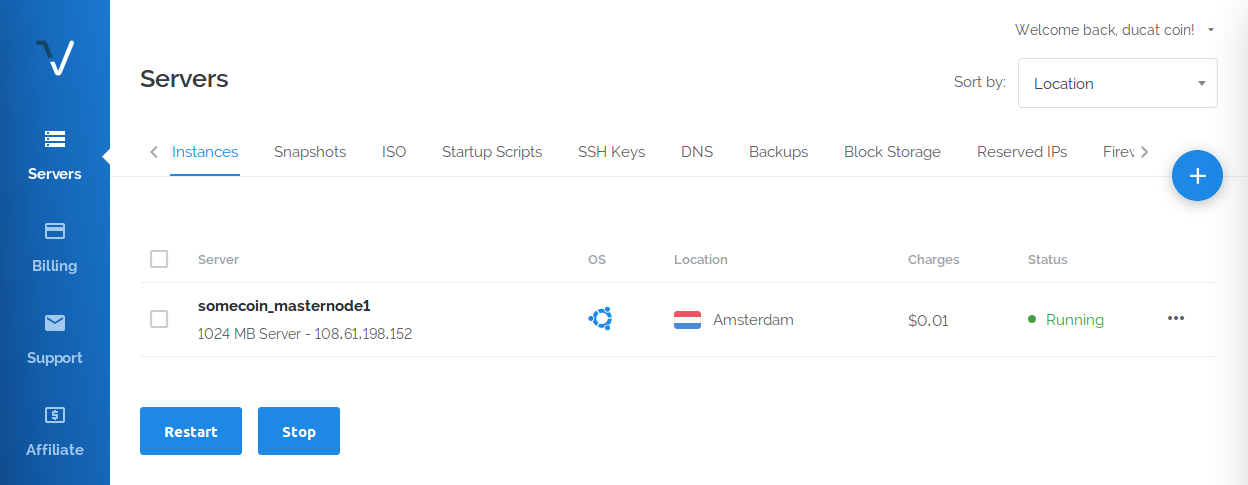 Welcome back, ducat coin!
Servers
Sort by: Location
Instances Snapshots ISO Startup Scripts SSH Keys DNS Backups Block Storage Reserved IPs
Servers
Billing
Support
Affiliate
Server OS Location Charges Status
somecoin_masternode1
1024 MB Server - 108.61.198.152
Amsterdam $0.01 Running
Restart Stop